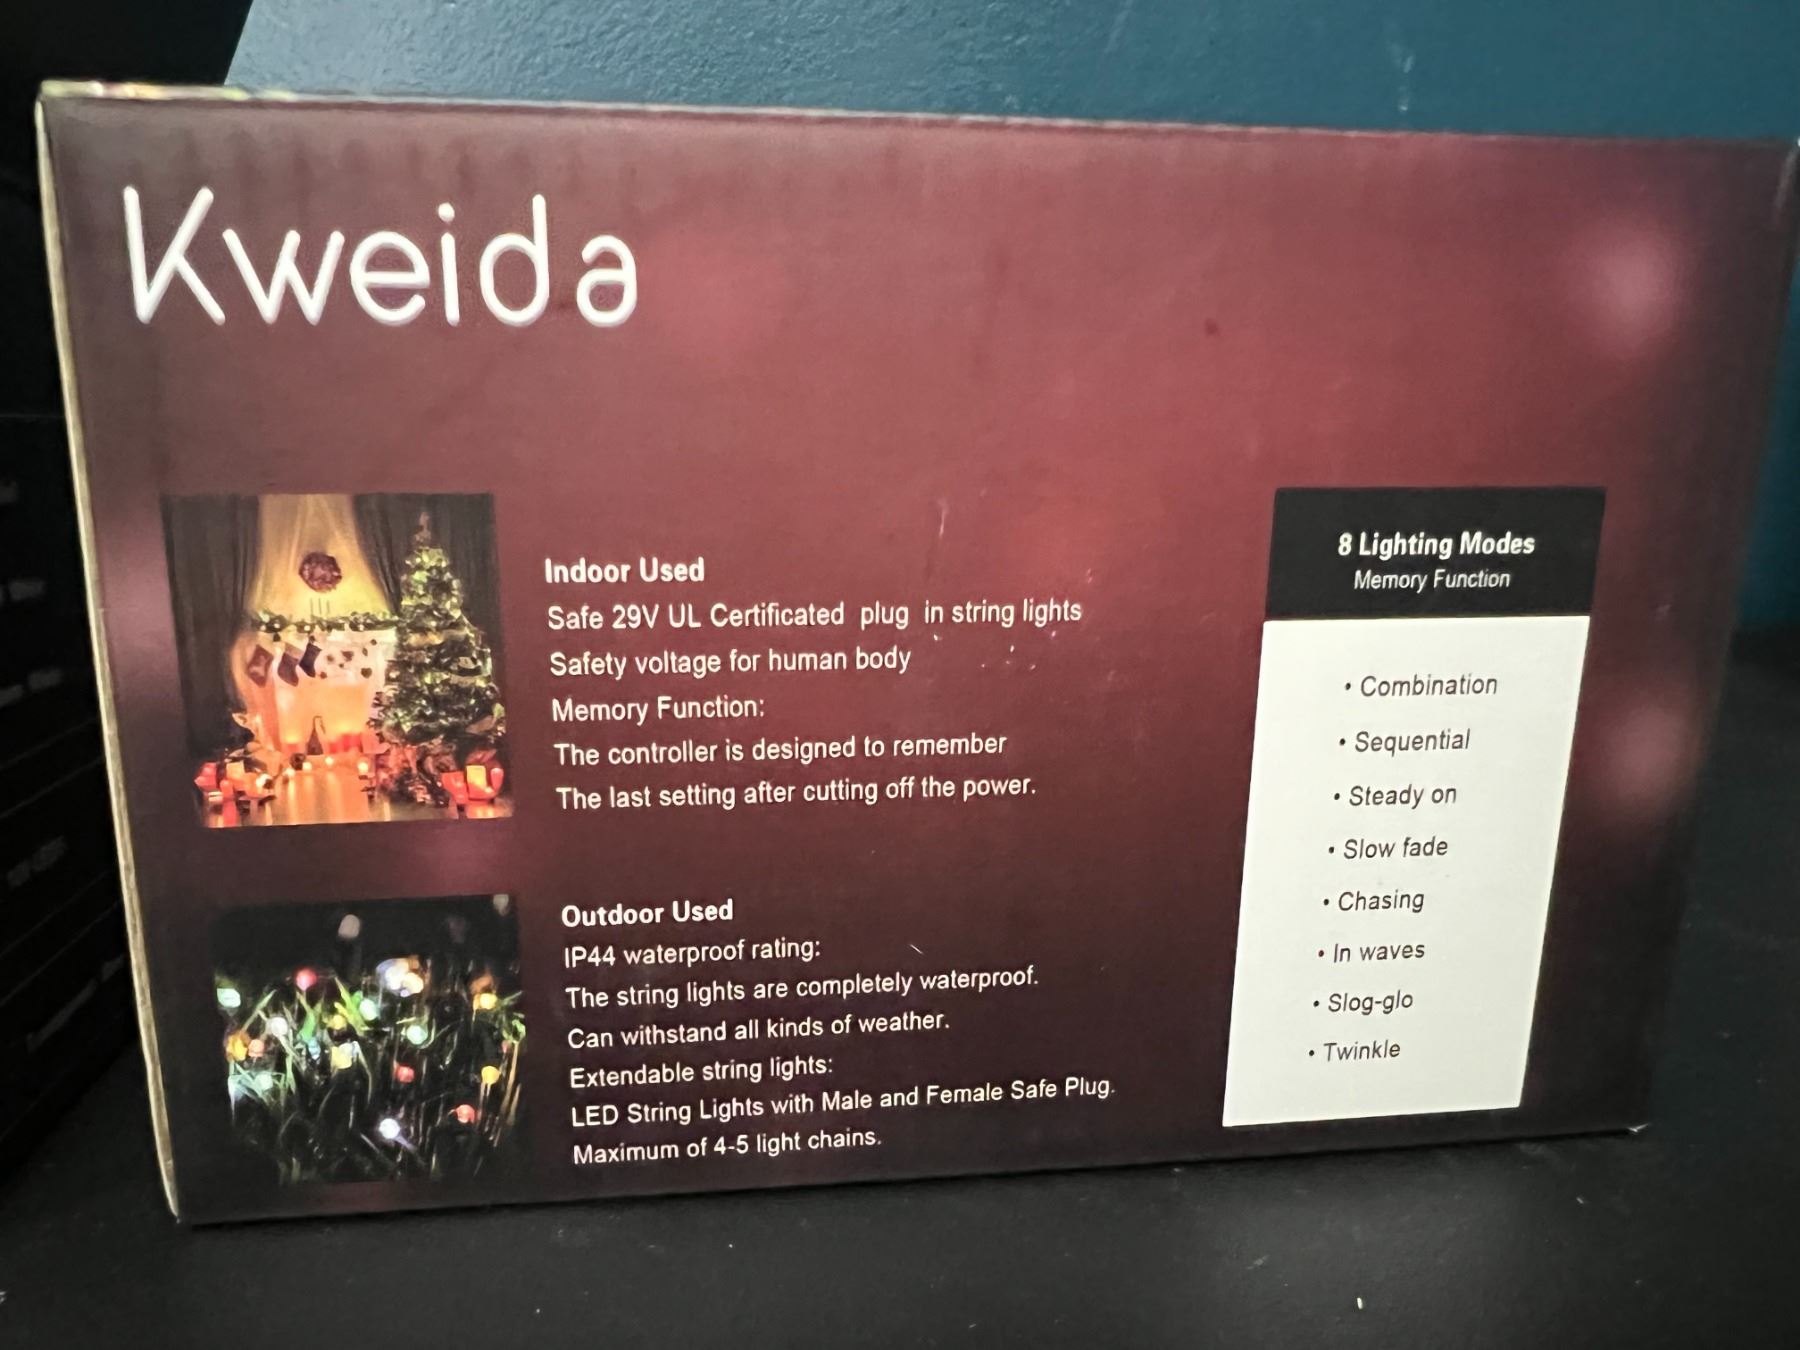 Kweida
Indoor Used
Safe 29V UL Certificated plug in string lights
Safety voltage for human body
Memory Function:
The controller is designed to remember
The last setting after cutting off the power.
Outdoor Used
IP44 waterproof rating:
The string lights are completely waterproof.
Can withstand all kinds of weather.
Extendable string lights:
LED String Lights with Male and Female Safe Plug.
Maximum of 4-5 light chains.
8 Lighting Modes
Memory Function
• Combination
• Sequential
• Steady on
• Slow fade
• Chasing
• In waves
• Slog-glo
• Twinkle